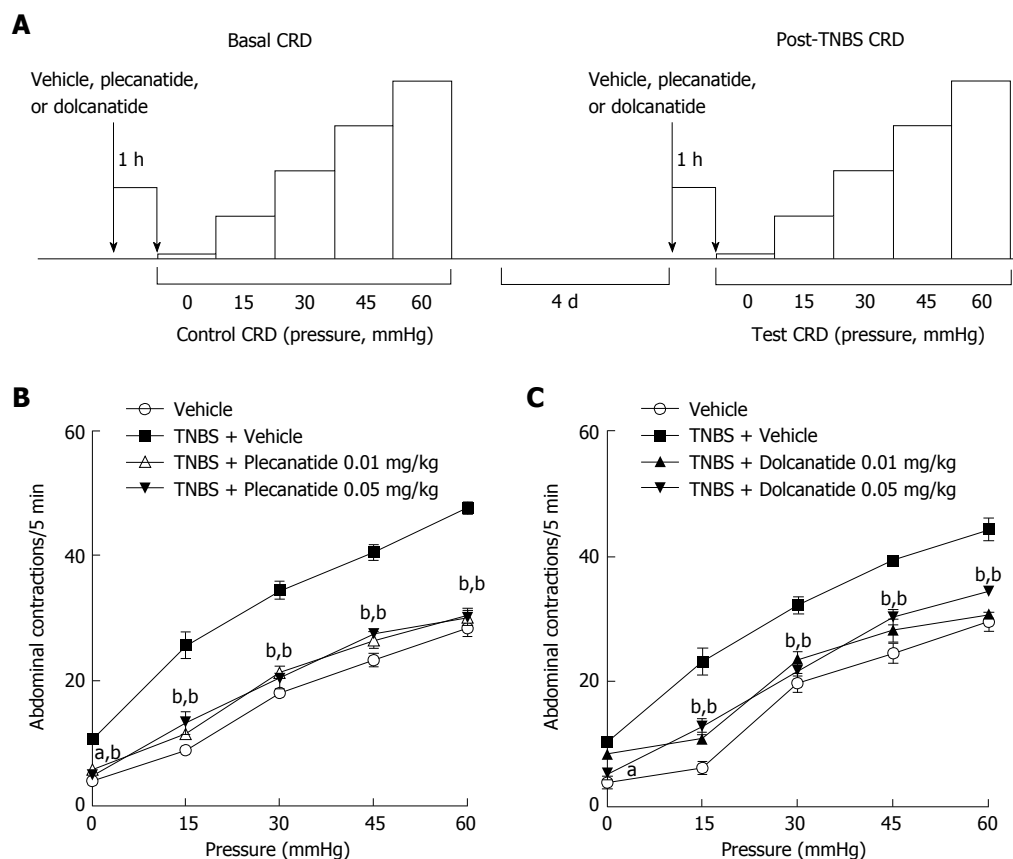 A
Basal CRD
Post-TNBS CRD
Vehicle, plecanatide,
or dolcanatide
Vehicle, plecanatide,
or dolcanatide
1 h
1 h
0 15 30 45 60
4 d
0 15 30 45 60
Control CRD (pressure, mmHg)
Test CRD (pressure, mmHg)
B
Vehicle
TNBS + Vehicle
TNBS + Plecanatide 0.01 mg/kg
TNBS + Plecanatide 0.05 mg/kg
Abdominal contractions/5 min
60
40
20
0
a,b
b,b
b,b
b,b
b,b
0 15 30 45 60
Pressure (mmHg)
C
Vehicle
TNBS + Vehicle
TNBS + Dolcanatide 0.01 mg/kg
TNBS + Dolcanatide 0.05 mg/kg
Abdominal contractions/5 min
60
40
20
0
a
b,b
b,b
b,b
b,b
0 15 30 45 60
Pressure (mmHg)